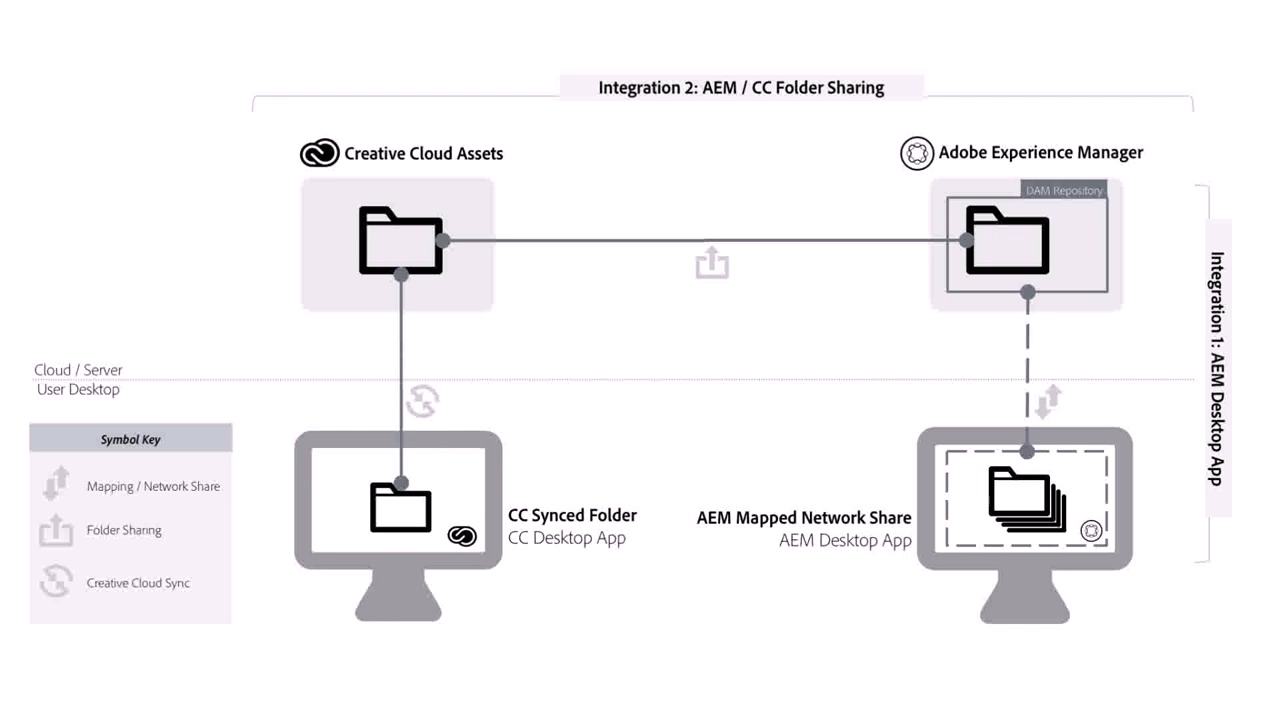 Integration 2: AEM / CC Folder Sharing
Creative Cloud Assets
Adobe Experience Manager
DAM Repository
Integration 1: AEM Desktop App
Cloud / Server
User Desktop
Symbol Key
Mapping / Network Share
Folder Sharing
Creative Cloud Sync
CC Synced Folder
CC Desktop App
AEM Mapped Network Share
AEM Desktop App